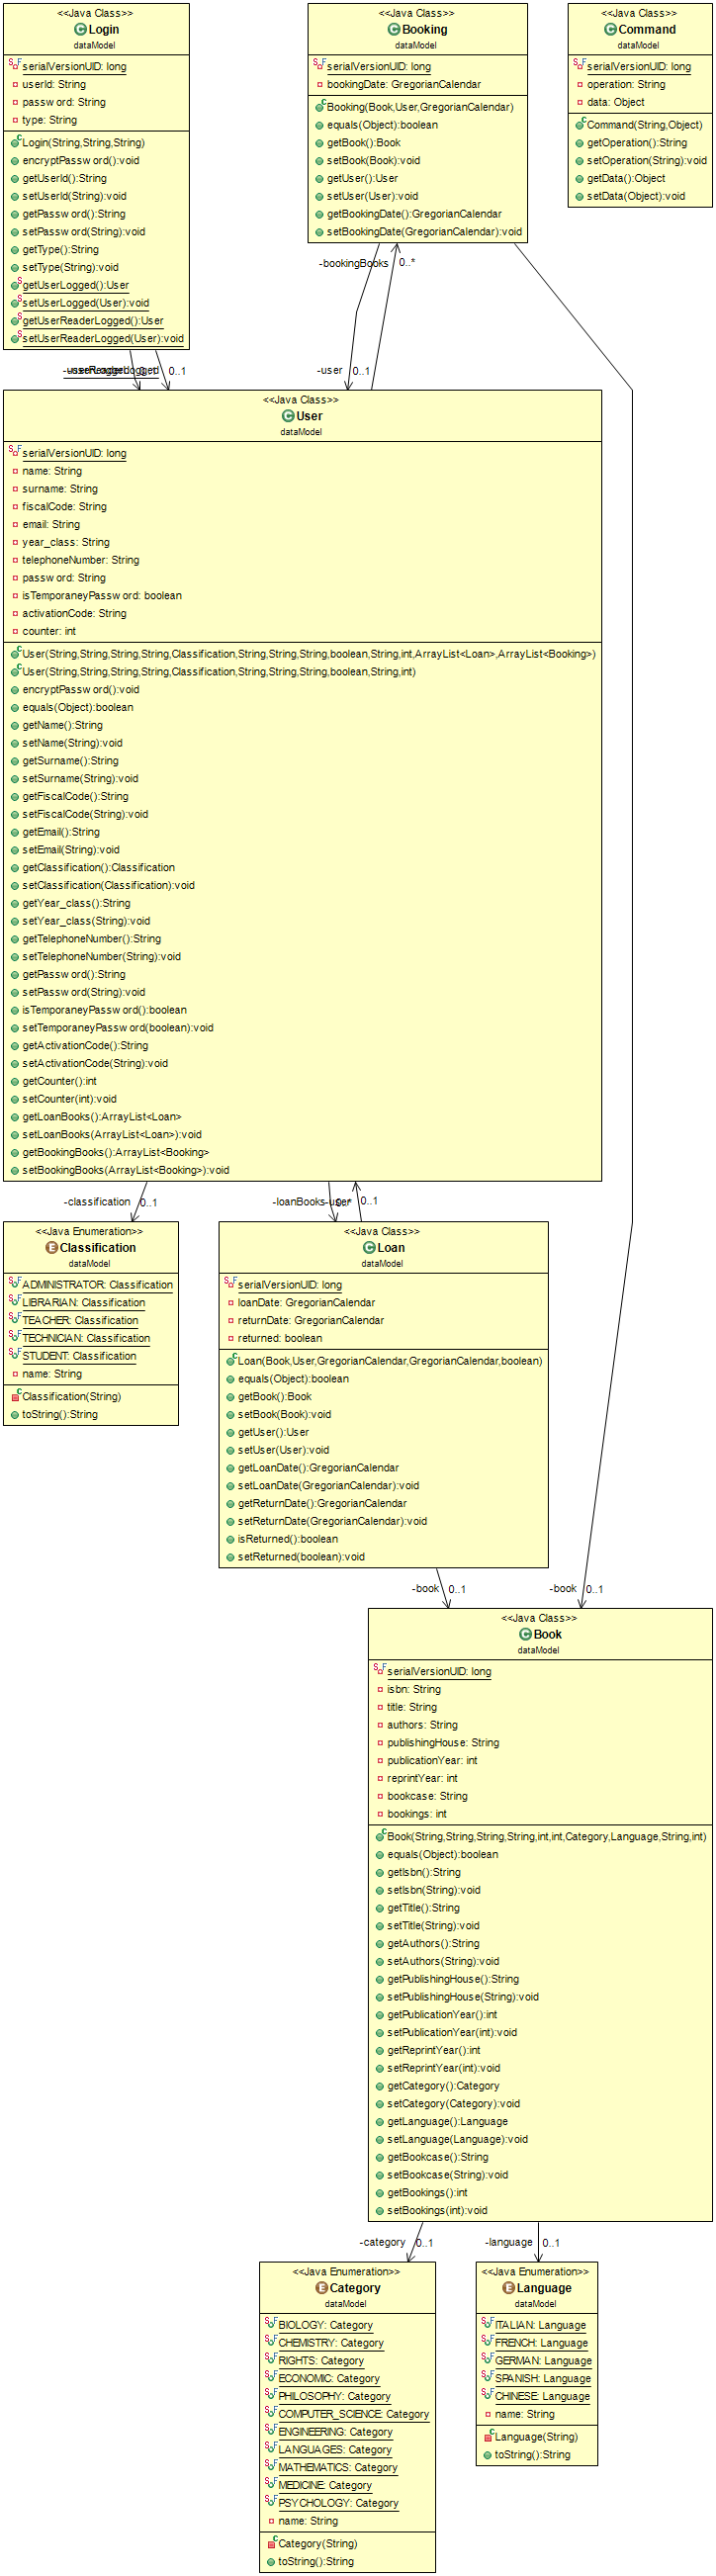 <<Java Class>>
Login
dataModel
serialVersionUID: long
userId: String
password: String
type: String
Login(String,String,String)
encryptPassword():void
getUserId():String
setUserId(String):void
getPassword():String
setPassword(String):void
getType():String
setType(String):void
getUserLogged():User
setUserLogged(User):void
getUserReaderLogged():User
setUserReaderLogged(User):void
<<Java Class>>
Booking
dataModel
serialVersionUID: long
bookingDate: GregorianCalendar
Booking(Book,User,GregorianCalendar)
equals(Object):boolean
getBook():Book
setBook(Book):void
getUser():User
setUser(User):void
getBookingDate():GregorianCalendar
setBookingDate(GregorianCalendar):void
<<Java Class>>
Command
dataModel
serialVersionUID: long
operation: String
data: Object
Command(String,Object)
getOperation():String
setOperation(String):void
getData():Object
setData(Object):void
-bookingBooks
0..*
0..1
0..1
-user
0..1
<<Java Class>>
User
dataModel
serialVersionUID: long
name: String
surname: String
fiscalCode: String
email: String
year_class: String
telephoneNumber: String
password: String
isTemporaneyPassword: boolean
activationCode: String
counter: int
User(String,String,String,String,Classification,String,String,String,boolean,String,int,ArrayList<Loan>,ArrayList<Booking>)
User(String,String,String,String,Classification,String,String,String,boolean,String,int)
encryptPassword():void
equals(Object):boolean
getName():String
setName(String):void
getSurname():String
setSurname(String):void
getFiscalCode():String
setFiscalCode(String):void
getEmail():String
setEmail(String):void
getClassification():Classification
setClassification(Classification):void
getYear_class():String
setYear_class(String):void
getTelephoneNumber():String
setTelephoneNumber(String):void
getPassword():String
setPassword(String):void
isTemporaneyPassword():boolean
setTemporaneyPassword(boolean):void
getActivationCode():String
setActivationCode(String):void
getCounter():int
setCounter(int):void
getLoanBooks():ArrayList<Loan>
setLoanBooks(ArrayList<Loan>):void
getBookingBooks():ArrayList<Booking>
setBookingBooks(ArrayList<Booking>):void
-classification
0..1
-loanBooks
-user
0..*
0..1
<<Java Enumeration>>
Classification
dataModel
ADMINISTRATOR: Classification
LIBRARIAN: Classification
TEACHER: Classification
TECHNICIAN: Classification
STUDENT: Classification
name: String
Classification(String)
toString():String
<<Java Class>>
Loan
dataModel
serialVersionUID: long
loanDate: GregorianCalendar
returnDate: GregorianCalendar
returned: boolean
Loan(Book,User,GregorianCalendar,GregorianCalendar,boolean)
equals(Object):boolean
getBook():Book
setBook(Book):void
getUser():User
setUser(User):void
getLoanDate():GregorianCalendar
setLoanDate(GregorianCalendar):void
getReturnDate():GregorianCalendar
setReturnDate(GregorianCalendar):void
isReturned():boolean
setReturned(boolean):void
-book
0..1
-book
0..1
<<Java Class>>
Book
dataModel
serialVersionUID: long
isbn: String
title: String
authors: String
publishingHouse: String
publicationYear: int
reprintYear: int
bookcase: String
bookings: int
Book(String,String,String,String,int,int,Category,Language,String,int)
equals(Object):boolean
getIsbn():String
setIsbn(String):void
getTitle():String
setTitle(String):void
getAuthors():String
setAuthors(String):void
getPublishingHouse():String
setPublishingHouse(String):void
getPublicationYear():int
setPublicationYear(int):void
getReprintYear():int
setReprintYear(int):void
getCategory():Category
setCategory(Category):void
getLanguage():Language
setLanguage(Language):void
getBookcase():String
setBookcase(String):void
getBookings():int
setBookings(int):void
-category
0..1
-language
0..1
<<Java Enumeration>>
Category
dataModel
BIOLOGY: Category
CHEMISTRY: Category
RIGHTS: Category
ECONOMIC: Category
PHILOSOPHY: Category
COMPUTER_SCIENCE: Category
ENGINEERING: Category
LANGUAGES: Category
MATHEMATICS: Category
MEDICINE: Category
PSYCHOLOGY: Category
name: String
Category(String)
toString():String
<<Java Enumeration>>
Language
dataModel
ITALIAN: Language
FRENCH: Language
GERMAN: Language
SPANISH: Language
CHINESE: Language
name: String
Language(String)
toString():String